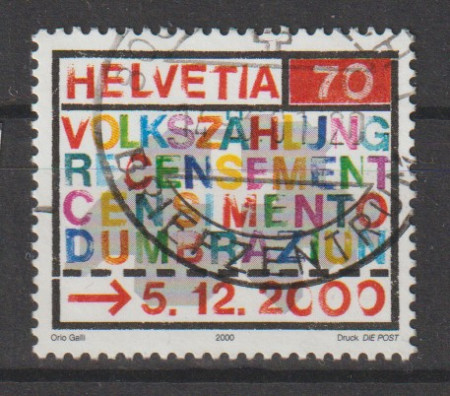 HELVETIA 70
VOLKSZÄHLUNG
RECENSEMENT
CENSIMENTO
DUMBRAZIUN
→ 5. 12. 2000
Orio Galli 2000 Druck DIE POST